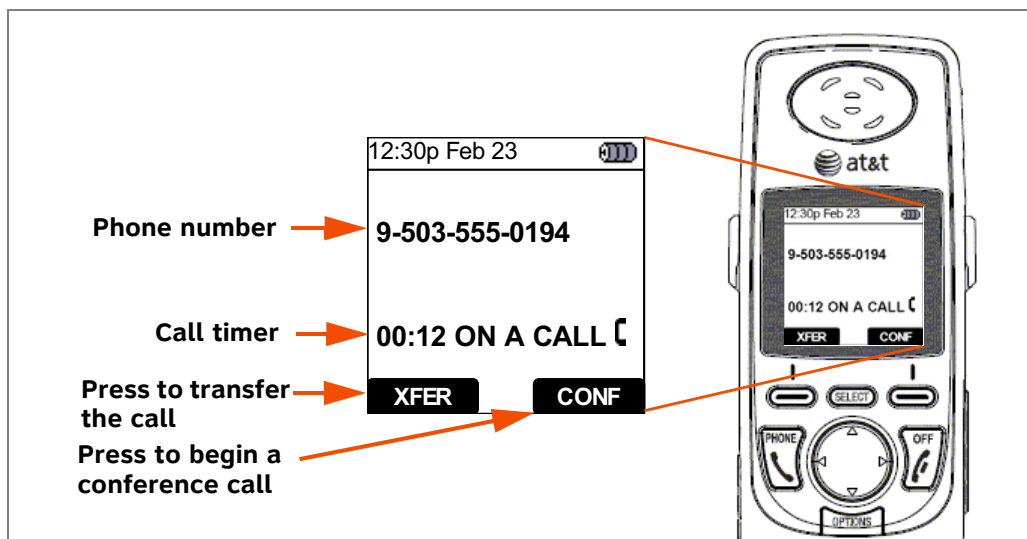 12:30p Feb 23
Phone number
9-503-555-0194
Call timer
00:12 ON A CALL
Press to transfer
the call
XFER
CONF
Press to begin a
conference call
at&t
12:30p Feb 23
9-503-555-0194
00:12 ON A CALL
XFER
CONF
SELECT
PHONE
OFF
OPTIONS